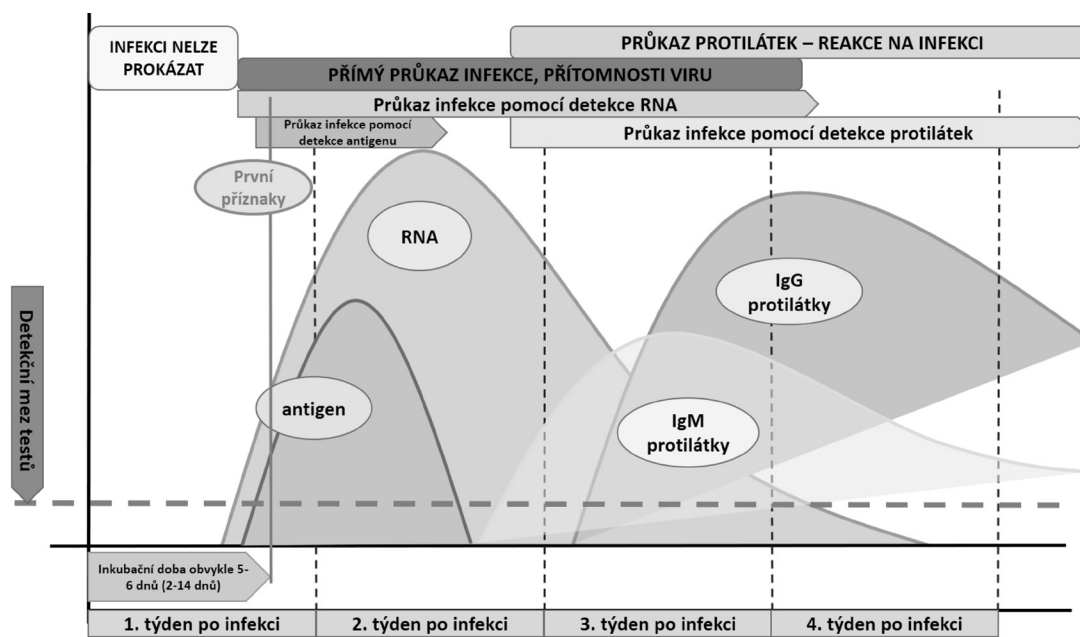 INFEKCI NELZE
PROKÁZAT
PRŮKAZ PROTILÁTEK – REAKCE NA INFEKCI
PŘÍMÝ PRŮKAZ INFEKCE, PŘÍTOMNOSTI VIRU
Průkaz infekce pomocí detekce RNA
Průkaz infekce pomocí
detekce antigenu
Průkaz infekce pomocí detekce protilátek
První
příznaky
RNA
IgG
protilátky
antigen
IgM
protilátky
Detekční mez testů
Inkubační doba obvykle 5-
6 dnů (2-14 dnů)
1. týden po infekci
2. týden po infekci
3. týden po infekci
4. týden po infekci